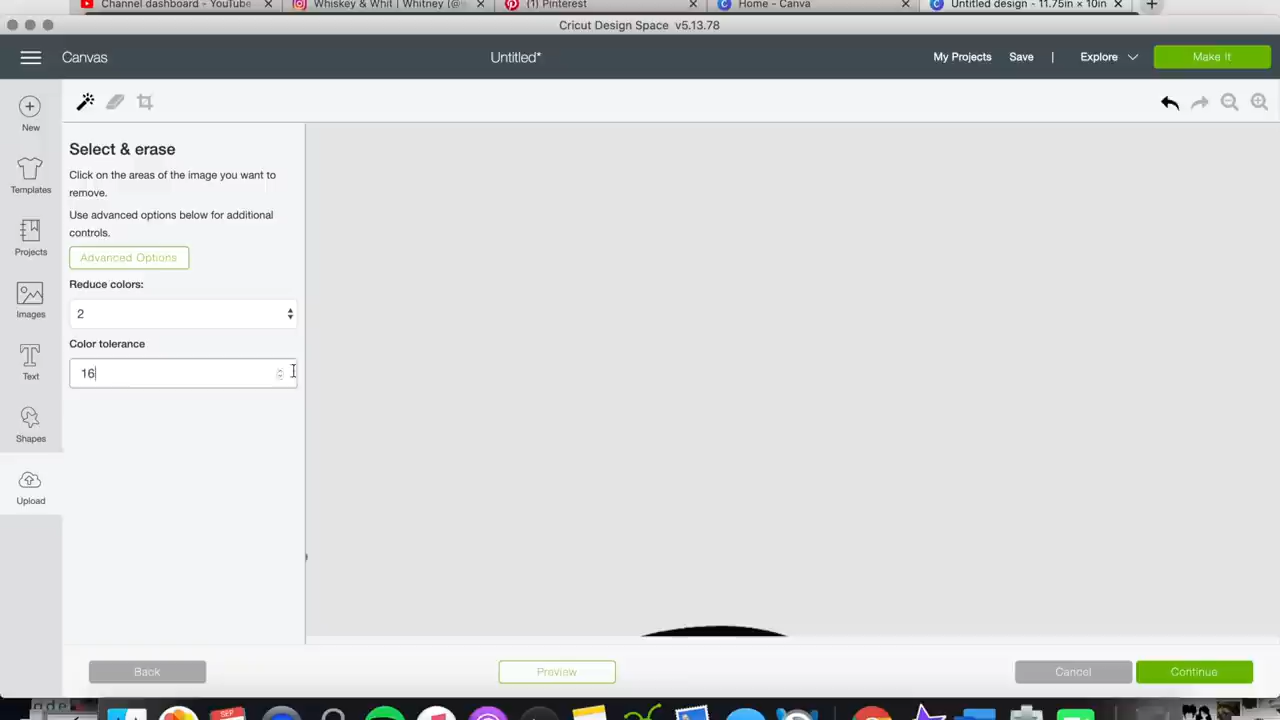 Channel dashboard - YouTube
Whiskey & Whit | Whitney (@
(1) Pinterest
Home - Canva
Untitled design - 11.75in × 10in
Cricut Design Space v5.13.78
Canvas
Untitled*
My Projects
Save
|
Explore
Make It
New
Templates
Projects
Images
Text
Shapes
Upload
Select & erase
Click on the areas of the image you want to
remove.
Use advanced options below for additional
controls.
Advanced Options
Reduce colors:
2
Color tolerance
16
Back
Preview
Cancel
Continue
SEP